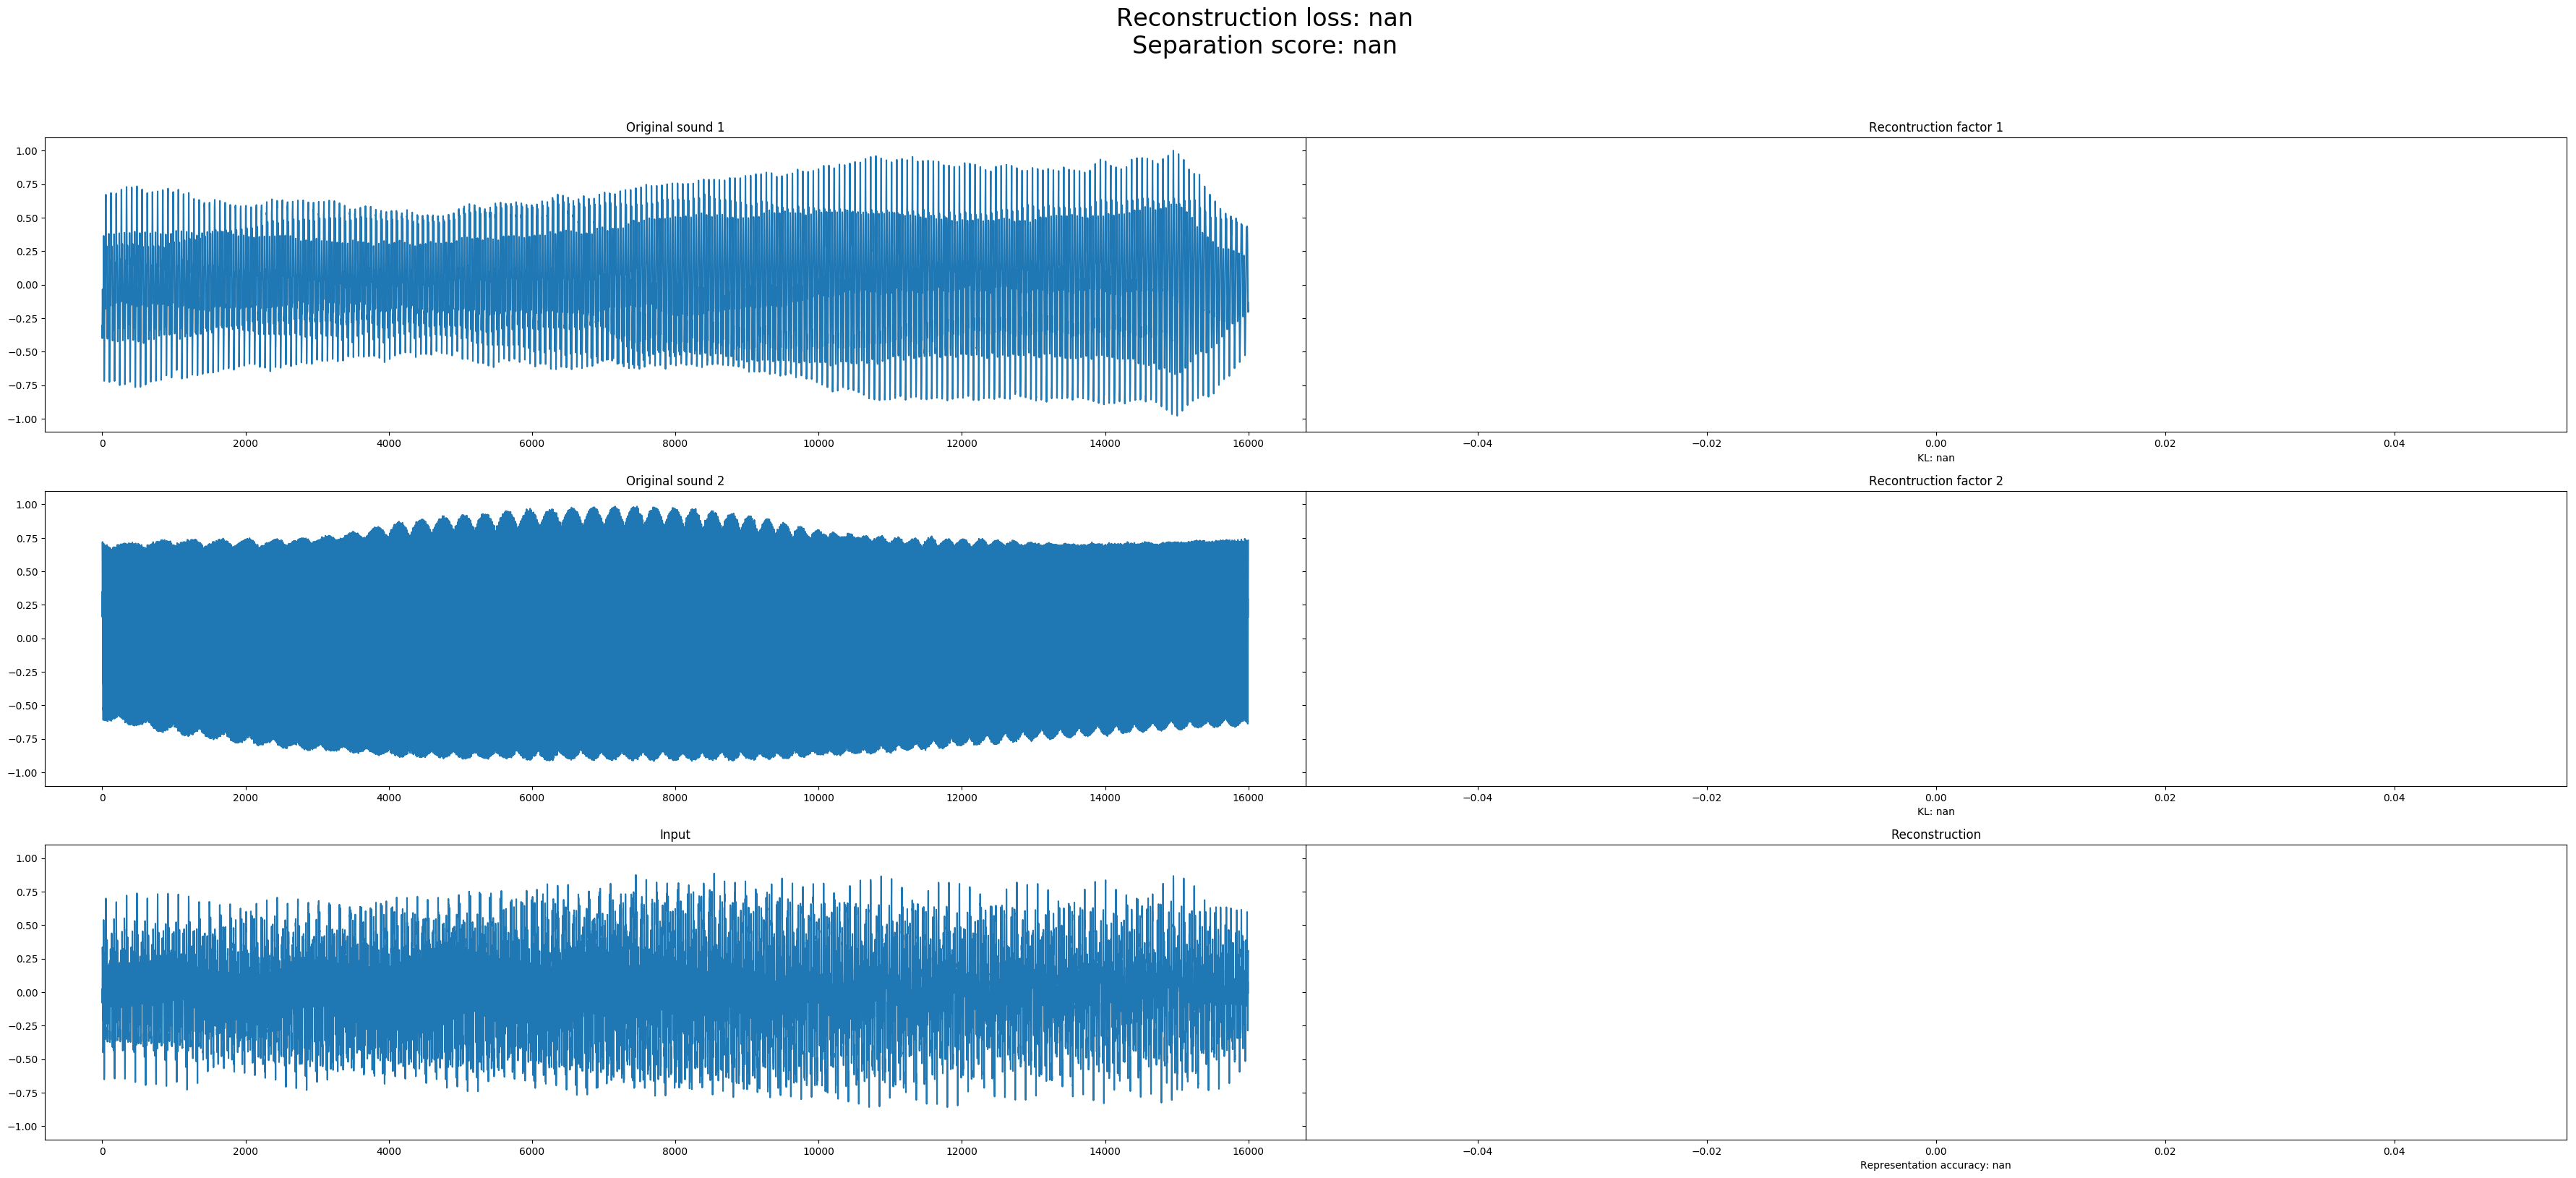 Reconstruction loss: nan
Separation score: nan
Original sound 1
Recontruction factor 1
1.00
0.75
0.50
0.25
0.00
−0.25
−0.50
−0.75
−1.00
0 2000 4000 6000 8000 10000 12000 14000 16000
−0.04 −0.02 0.00 0.02 0.04
KL: nan
Original sound 2
Recontruction factor 2
1.00
0.75
0.50
0.25
0.00
−0.25
−0.50
−0.75
−1.00
0 2000 4000 6000 8000 10000 12000 14000 16000
−0.04 −0.02 0.00 0.02 0.04
KL: nan
Input
Reconstruction
1.00
0.75
0.50
0.25
0.00
−0.25
−0.50
−0.75
−1.00
0 2000 4000 6000 8000 10000 12000 14000 16000
−0.04 −0.02 0.00 0.02 0.04
Representation accuracy: nan